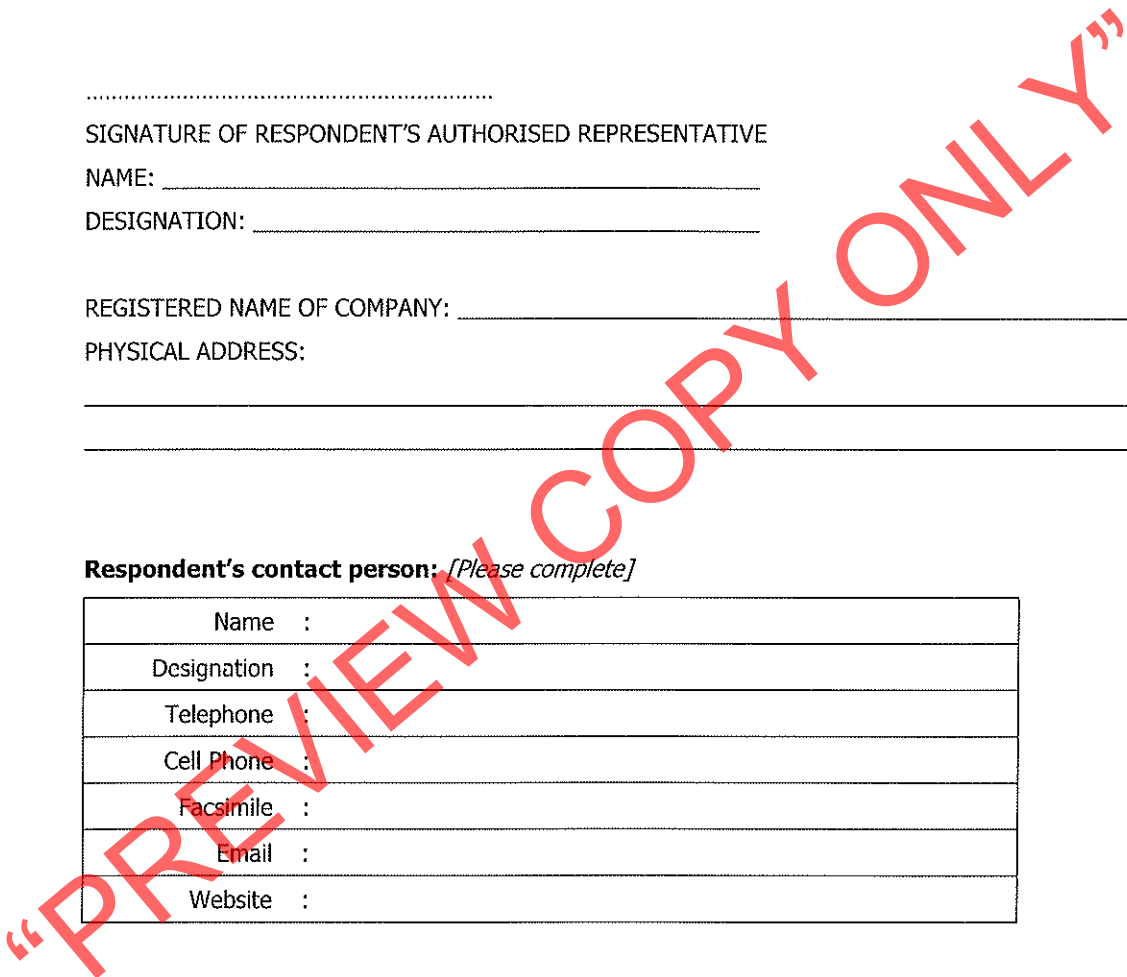 SIGNATURE OF RESPONDENT'S AUTHORISED REPRESENTATIVE
NAME:
DESIGNATION:
REGISTERED NAME OF COMPANY:
PHYSICAL ADDRESS:
Respondent's contact person: [Please complete]
Name :
Designation :
Telephone :
Cell Phone :
Facsimile :
Email :
Website :
"PREVIEW COPY ONLY"